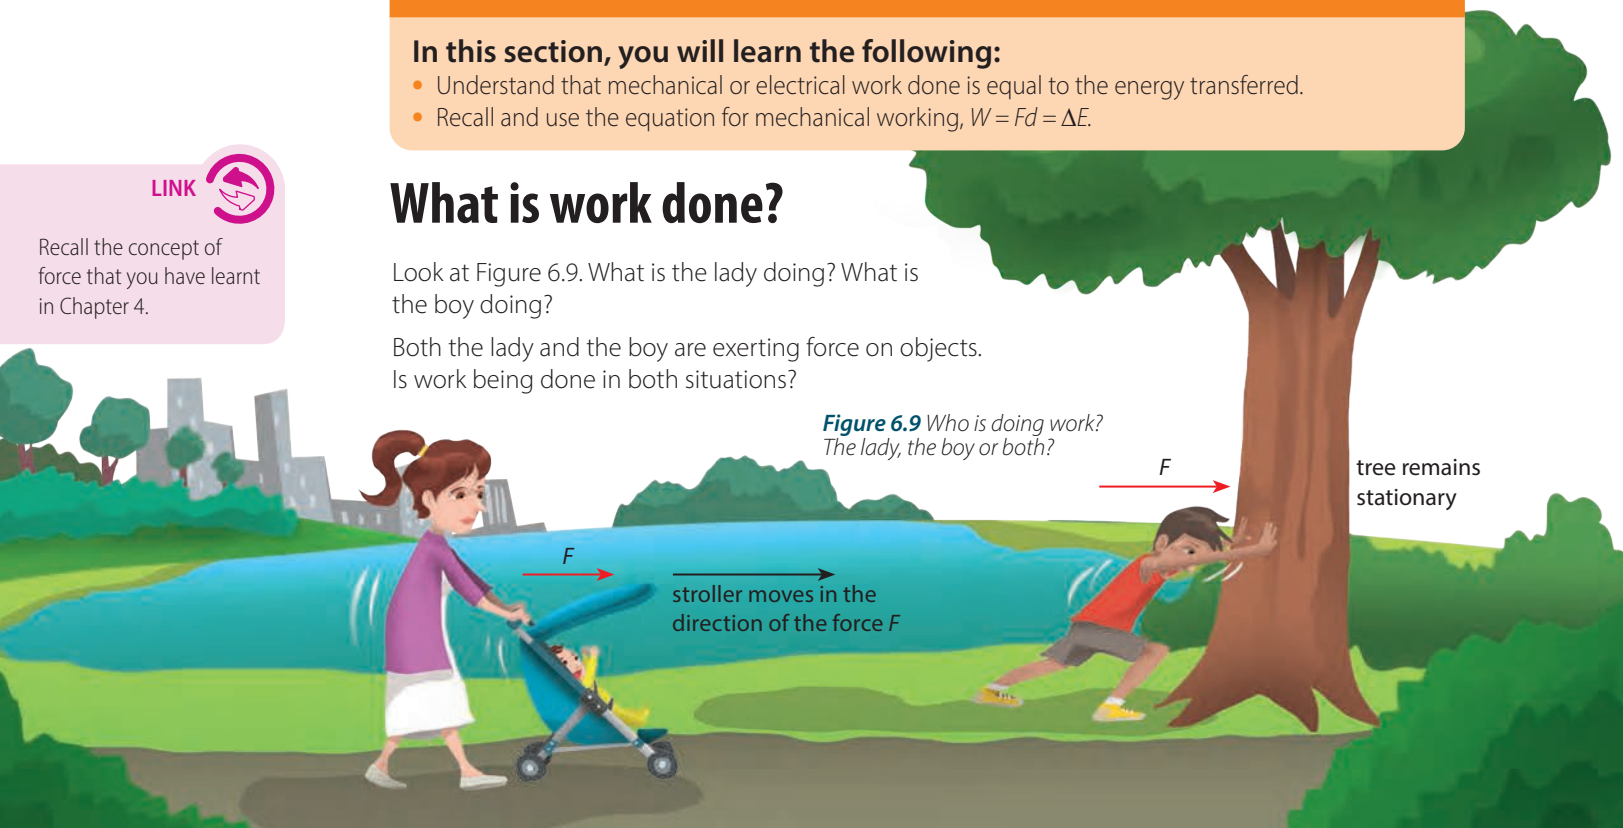 In this section, you will learn the following:
• Understand that mechanical or electrical work done is equal to the energy transferred.
• Recall and use the equation for mechanical working, W = Fd = ΔE.
LINK
Recall the concept of
force that you have learnt
in Chapter 4.
What is work done?
Look at Figure 6.9. What is the lady doing? What is
the boy doing?
Both the lady and the boy are exerting force on objects.
Is work being done in both situations?
Figure 6.9 Who is doing work?
The lady, the boy or both?
F
tree remains
stationary
F
stroller moves in the
direction of the force F